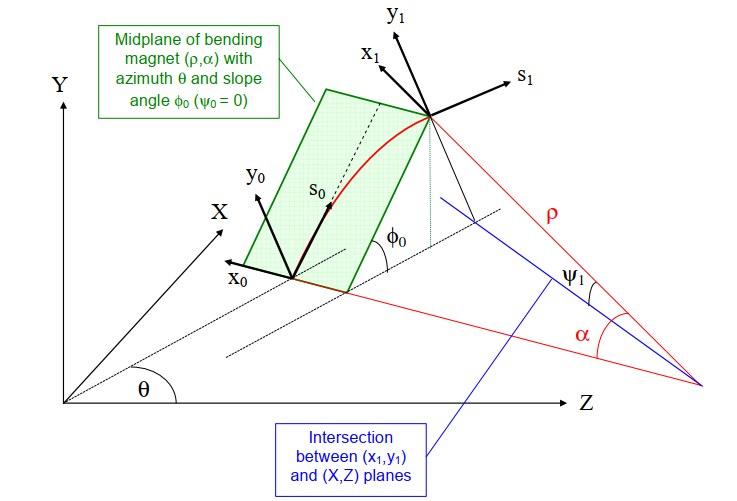 y₁
x₁
s₁
Midplane of bending
magnet (ρ,α) with
azimuth θ and slope
angle ϕ₀ (ψ₀ = 0)
Y
y₀
s₀
X
x₀
ϕ₀
ρ
ψ₁
α
θ
Z
Intersection
between (x₁,y₁)
and (X,Z) planes